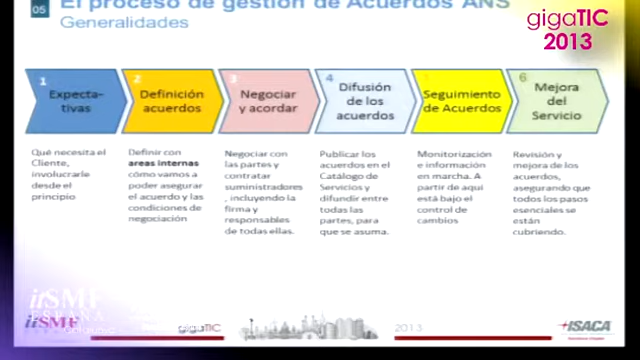 05
El proceso de gestión de Acuerdos ANS
Generalidades
gigaTIC
2013
1
Expecta-
tivas
2
Definición
acuerdos
3
Negociar
y acordar
4
Difusión
de los
acuerdos
Seguimiento
de Acuerdos
6
Mejora
del
Servicio
Qué necesita el
Cliente,
involucrarle
desde el
principio
Definir con
areas internas
cómo vamos a
poder asegurar
el acuerdo y las
condiciones de
negociación
Negociar con
las partes y
contratar
suministradores
, incluyendo la
firma y
responsables
de todas ellas.
Publicar los
acuerdos en el
Catálogo de
Servicios y
difundir entre
todas las
partes, para
que se asuma.
Monitorización
e información
en marcha. A
partir de aquí
está bajo el
control de
cambios
Revisión y
mejora de los
acuerdos,
asegurando que
todos los pasos
esenciales se
están
cubriendo.
itSMF
ESPAÑA
itSMF
gigaTIC
2013
ISACA